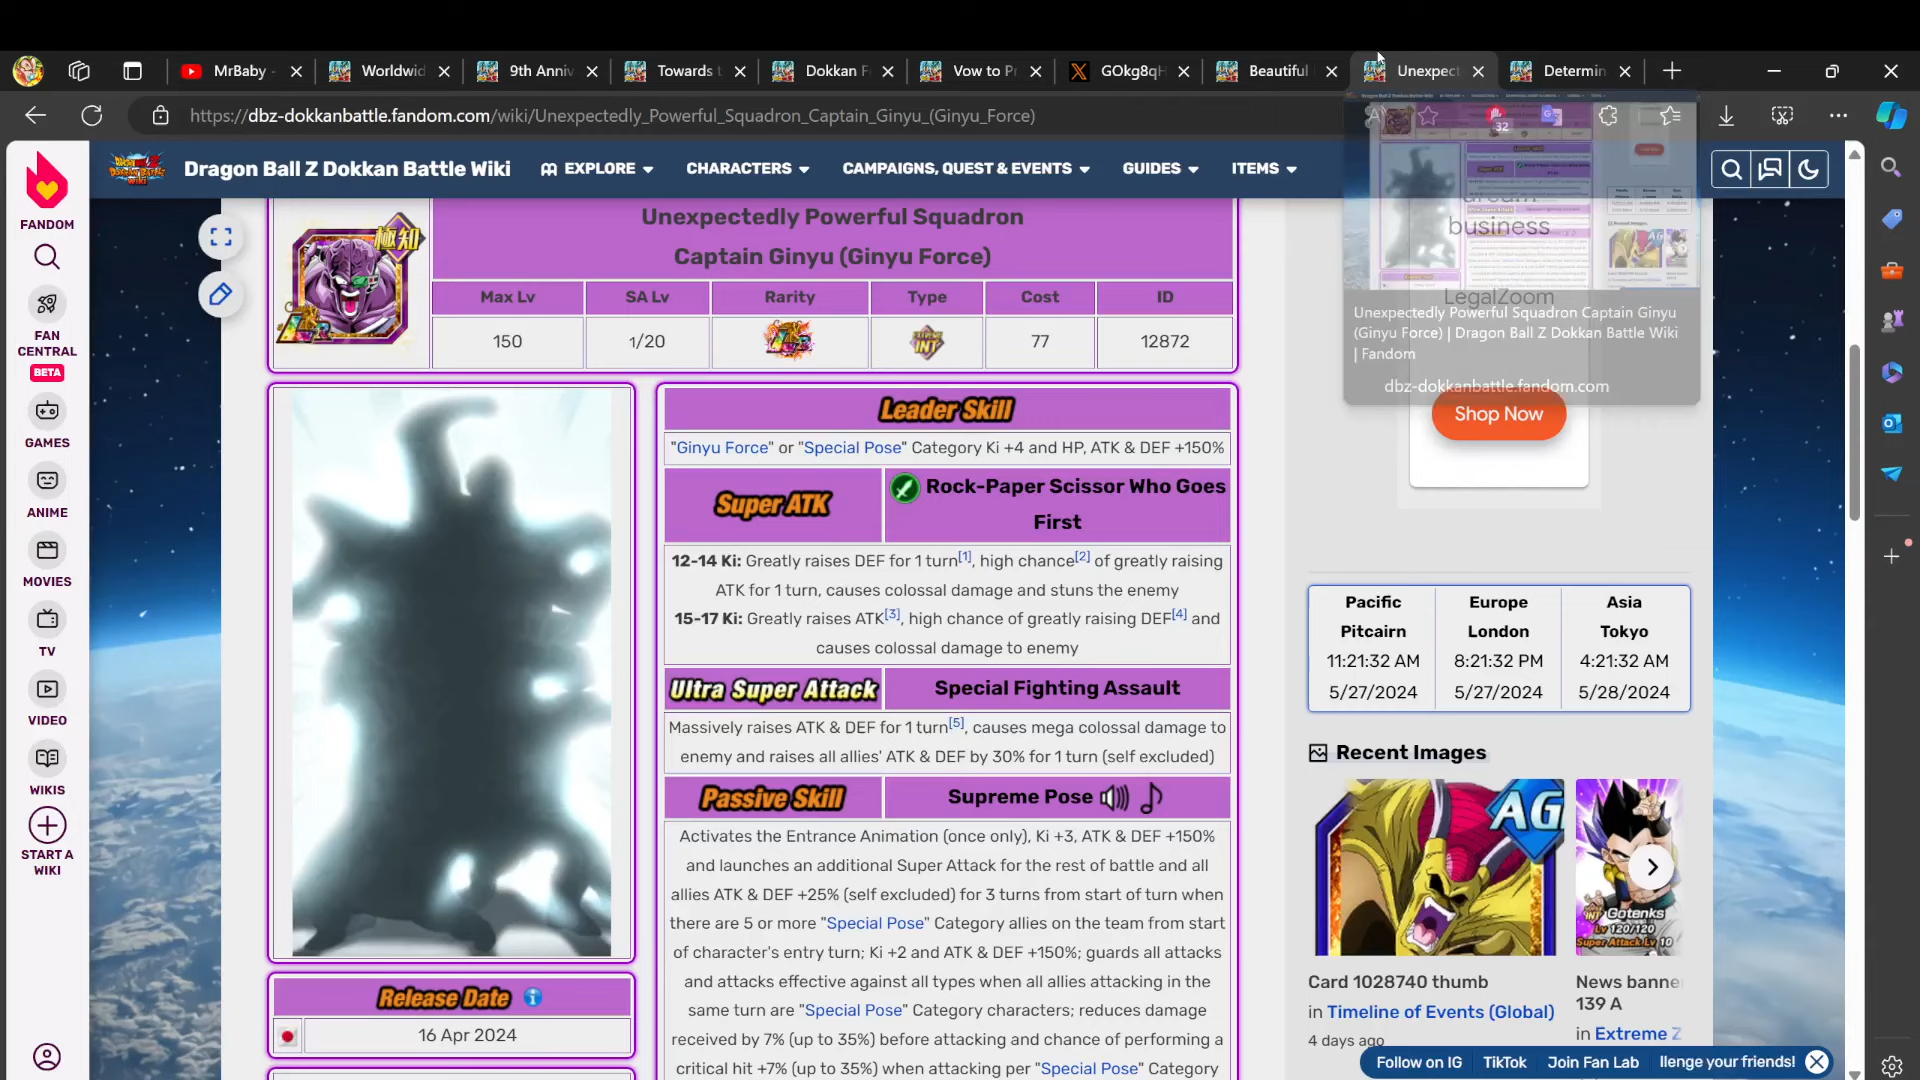 MrBaby -
Worldwid
9th Anniv
Towards t
Dokkan F
Vow to Pr
GOkg8qH
Beautiful
Unexpect
Determin
https://dbz-dokkanbattle.fandom.com/wiki/Unexpectedly_Powerful_Squadron_Captain_Ginyu_(Ginyu_Force)
32
Dragon Ball Z Dokkan Battle Wiki
EXPLORE
CHARACTERS
CAMPAIGNS, QUEST & EVENTS
GUIDES
ITEMS
FANDOM
FAN
CENTRAL
BETA
GAMES
ANIME
MOVIES
TV
VIDEO
WIKIS
START A
WIKI
極知
LR
Unexpectedly Powerful Squadron
Captain Ginyu (Ginyu Force)
Max Lv
SA Lv
Rarity
Type
Cost
ID
150
1/20
LR
INT
77
12872
Leader Skill
"Ginyu Force" or "Special Pose" Category Ki +4 and HP, ATK & DEF +150%
Super ATK
Rock-Paper Scissor Who Goes
First
12-14 Ki: Greatly raises DEF for 1 turn[1], high chance[2] of greatly raising
ATK for 1 turn, causes colossal damage and stuns the enemy
15-17 Ki: Greatly raises ATK[3], high chance of greatly raising DEF[4] and
causes colossal damage to enemy
Ultra Super Attack
Special Fighting Assault
Massively raises ATK & DEF for 1 turn[5], causes mega colossal damage to
enemy and raises all allies' ATK & DEF by 30% for 1 turn (self excluded)
Passive Skill
Supreme Pose
Activates the Entrance Animation (once only), Ki +3, ATK & DEF +150%
and launches an additional Super Attack for the rest of battle and all
allies ATK & DEF +25% (self excluded) for 3 turns from start of turn when
there are 5 or more "Special Pose" Category allies on the team from start
of character's entry turn; Ki +2 and ATK & DEF +150%; guards all attacks
and attacks effective against all types when all allies attacking in the
same turn are "Special Pose" Category characters; reduces damage
received by 7% (up to 35%) before attacking and chance of performing a
critical hit +7% (up to 35%) when attacking per "Special Pose" Category
Release Date
16 Apr 2024
dream
business
LegalZoom
Unexpectedly Powerful Squadron Captain Ginyu
(Ginyu Force) | Dragon Ball Z Dokkan Battle Wiki
| Fandom
dbz-dokkanbattle.fandom.com
Shop Now
Pacific
Pitcairn
11:21:32 AM
5/27/2024
Europe
London
8:21:32 PM
5/27/2024
Asia
Tokyo
4:21:32 AM
5/28/2024
Recent Images
AG
Gotenks
Lv 120/120
Super Attack Lv 10
Card 1028740 thumb
in Timeline of Events (Global)
4 days ago
News banne
139 A
in Extreme Z
Follow on IG
TikTok
Join Fan Lab
llenge your friends!